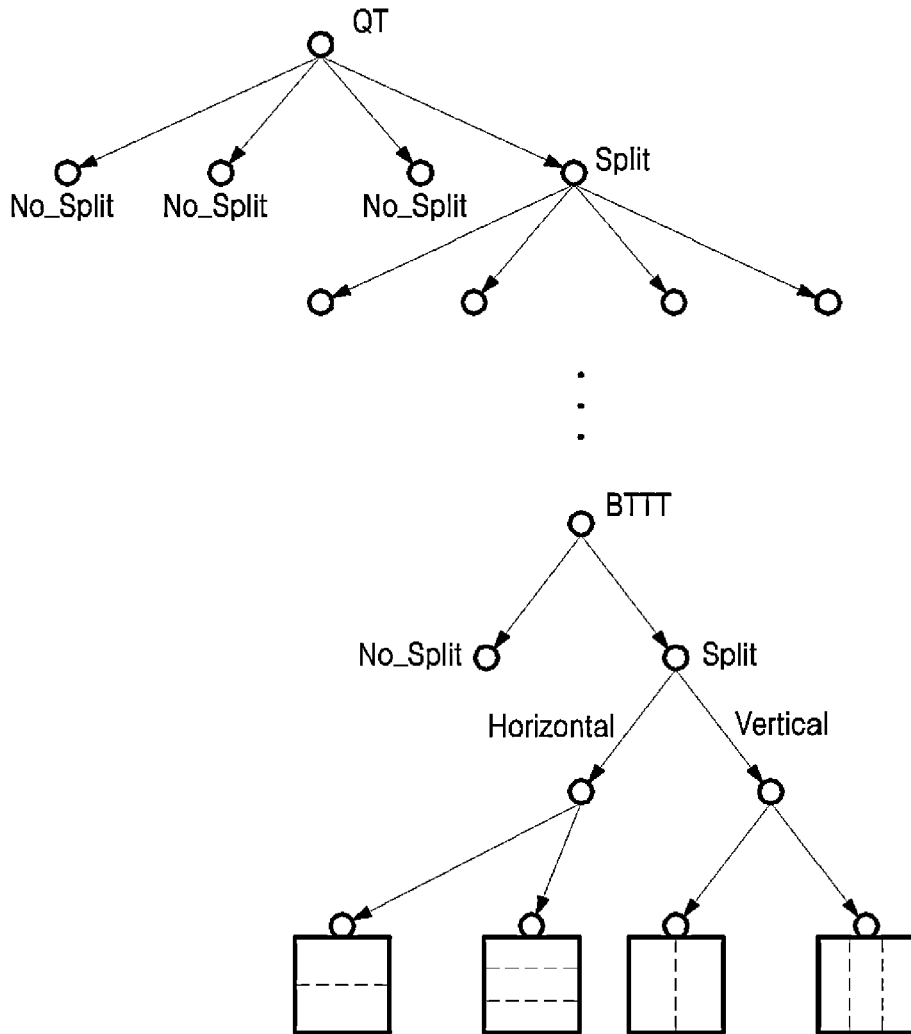 QT
Split
No_Split
No_Split
No_Split
BTTT
No_Split
Split
Horizontal
Vertical